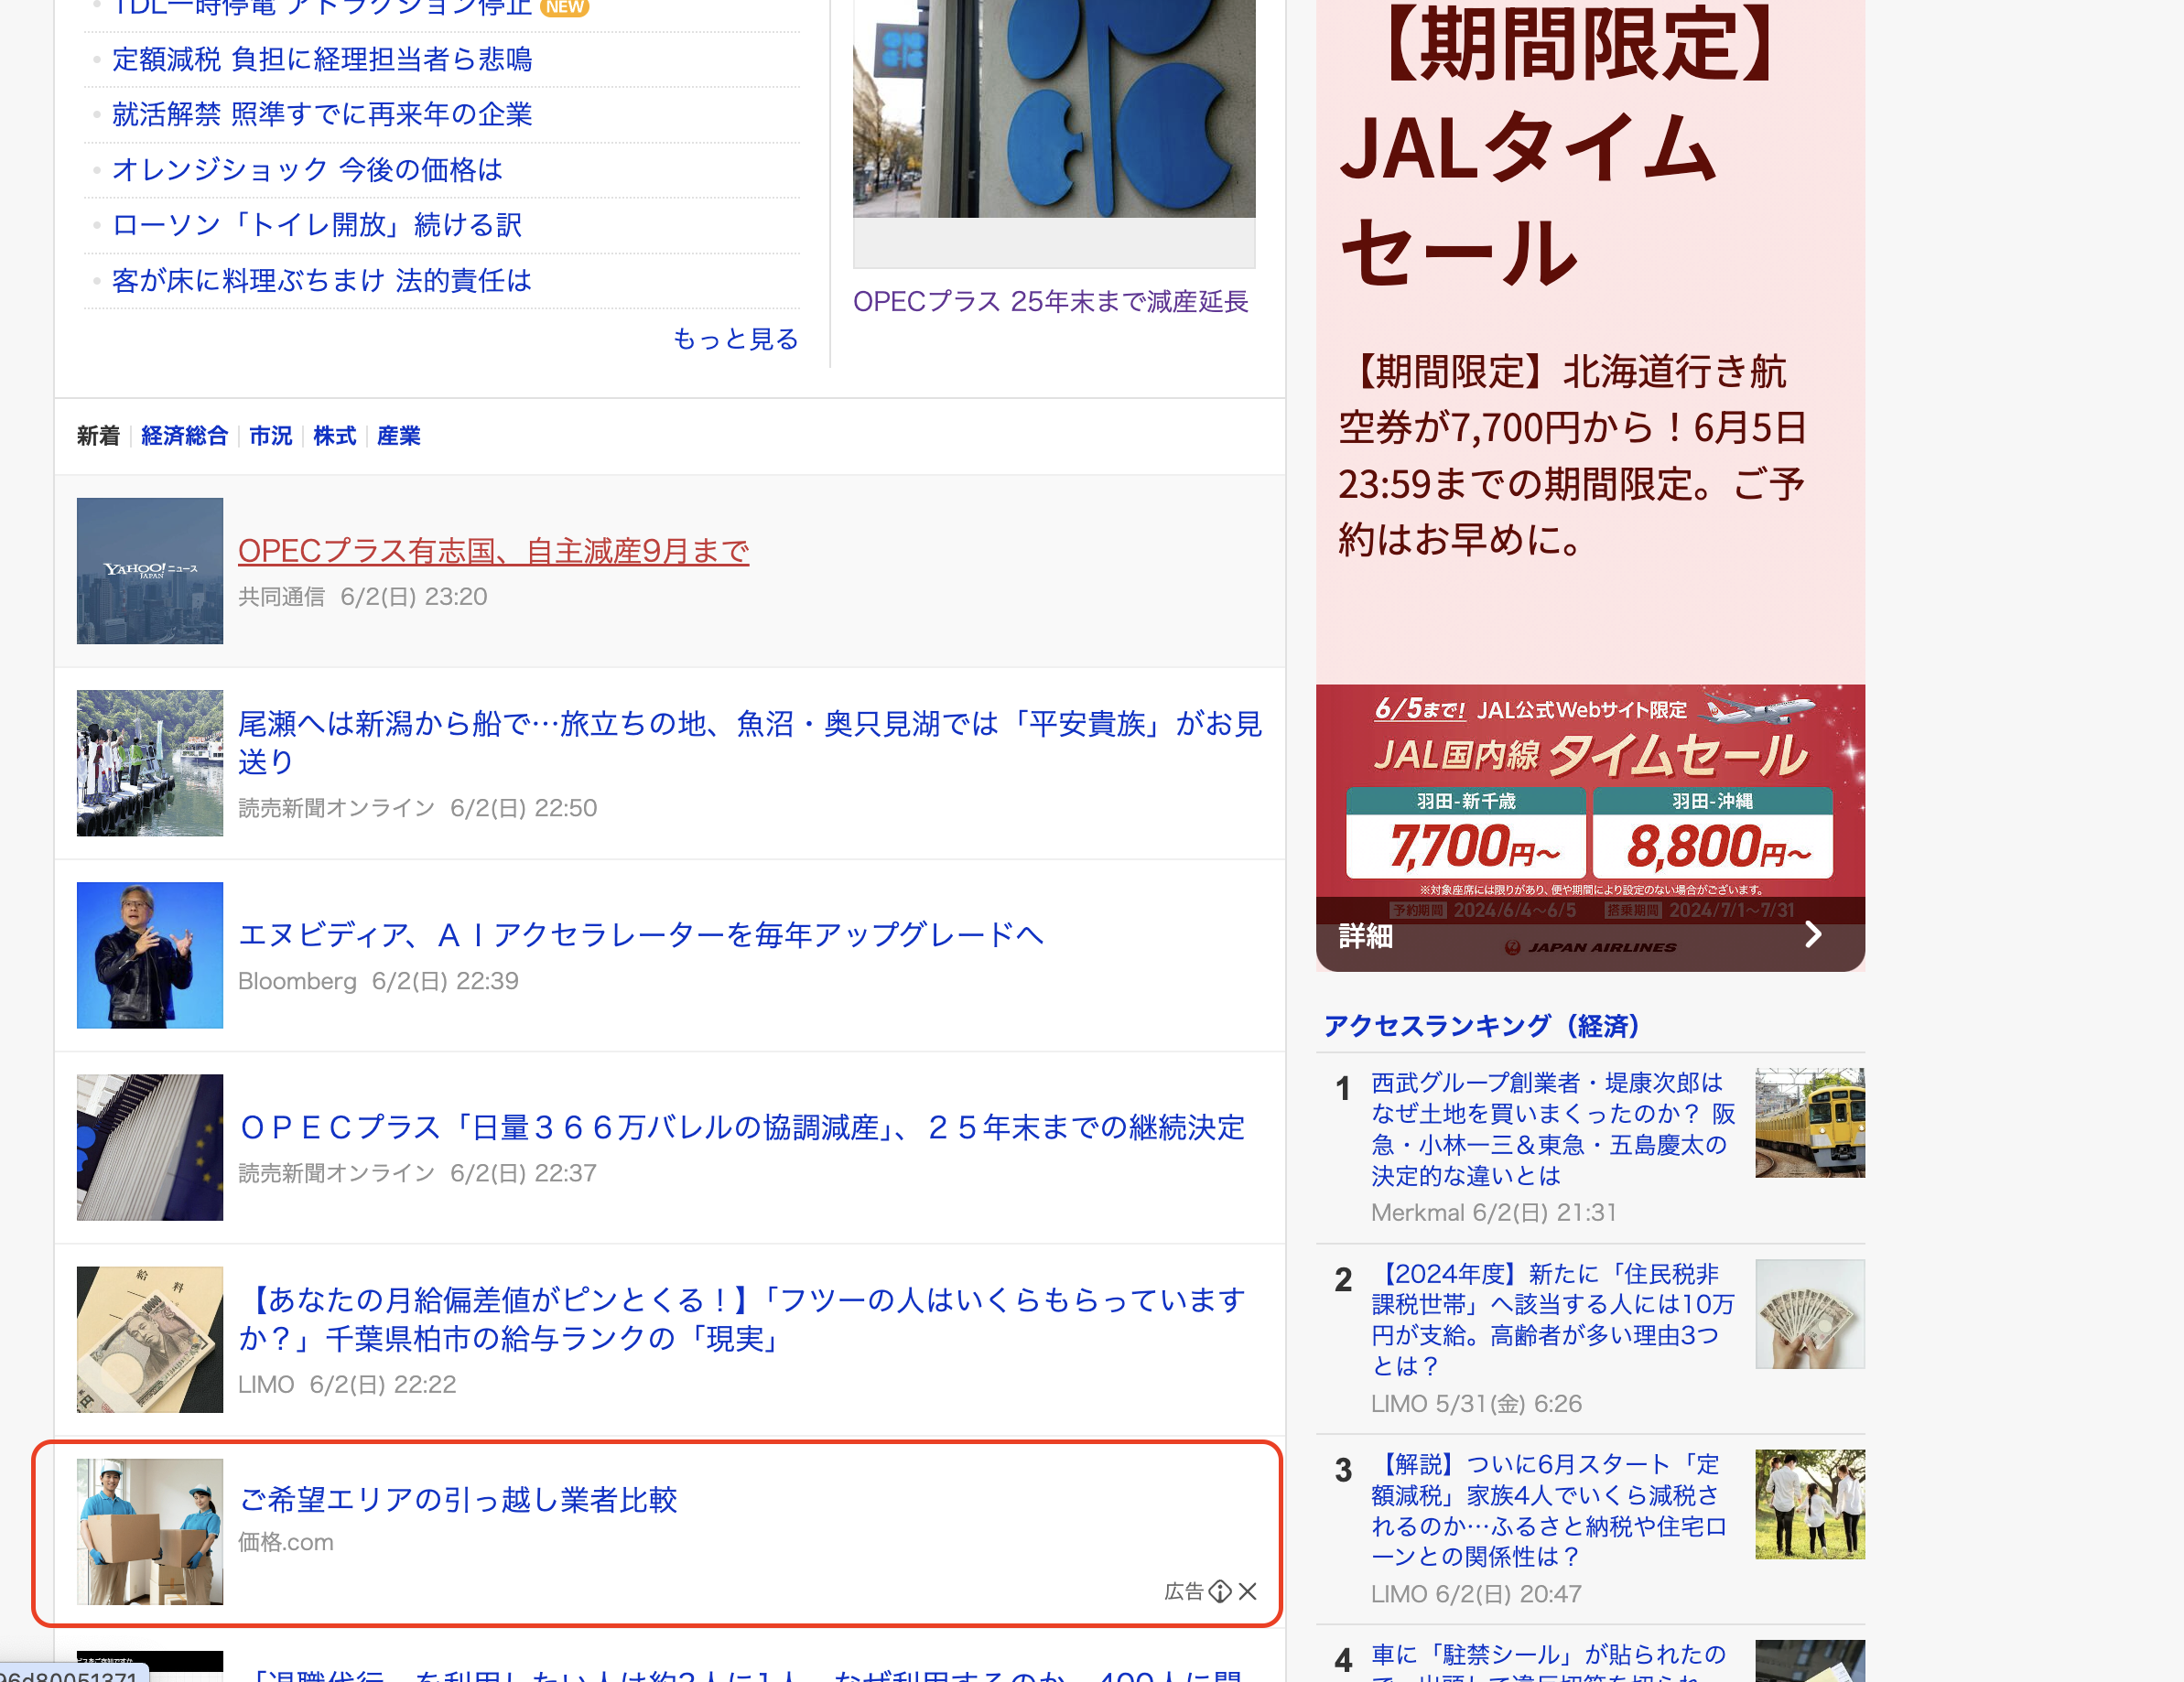 TDL一時停電 アトラクション停止 NEW
定額減税 負担に経理担当者ら悲鳴
就活解禁 照準すでに再来年の企業
オレンジショック 今後の価格は
ローソン「トイレ開放」続ける訳
客が床に料理ぶちまけ 法的責任は
もっと見る
OPECプラス 25年末まで減産延長
新着 経済総合 市況 株式 産業
YAHOO! ニュース
JAPAN
OPECプラス有志国、自主減産9月まで
共同通信 6/2(日) 23:20
尾瀬へは新潟から船で…旅立ちの地、魚沼・奥只見湖では「平安貴族」がお見
送り
読売新聞オンライン 6/2(日) 22:50
エヌビディア、ＡＩアクセラレーターを毎年アップグレードへ
Bloomberg 6/2(日) 22:39
ＯＰＥＣプラス「日量３６６万バレルの協調減産」、２５年末までの継続決定
読売新聞オンライン 6/2(日) 22:37
給料
【あなたの月給偏差値がピンとくる！】「フツーの人はいくらもらっています
か？」千葉県柏市の給与ランクの「現実」
LIMO 6/2(日) 22:22
ご希望エリアの引っ越し業者比較
価格.com
広告
「退職代行」を利用したい人は約2人に1人 なぜ利用するのか、400人に聞
96d80051371
【期間限定】
JALタイム
セール
【期間限定】北海道行き航
空券が7,700円から！6月5日
23:59までの期間限定。ご予
約はお早めに。
6/5まで! JAL公式Webサイト限定
JAL国内線 タイムセール
羽田-新千歳 羽田-沖縄
7,700円～ 8,800円～
※対象座席には限りがあり、便や期間により設定のない場合がございます。
予約期間 2024/6/4～6/5 搭乗期間 2024/7/1～7/31
詳細
JAPAN AIRLINES
アクセスランキング（経済）
1 西武グループ創業者・堤康次郎は
なぜ土地を買いまくったのか？ 阪
急・小林一三＆東急・五島慶太の
決定的な違いとは
Merkmal 6/2(日) 21:31
2 【2024年度】新たに「住民税非
課税世帯」へ該当する人には10万
円が支給。高齢者が多い理由3つ
とは？
LIMO 5/31(金) 6:26
3 【解説】ついに6月スタート「定
額減税」家族4人でいくら減税さ
れるのか…ふるさと納税や住宅ロ
ーンとの関係性は？
LIMO 6/2(日) 20:47
4 車に「駐禁シール」が貼られたの